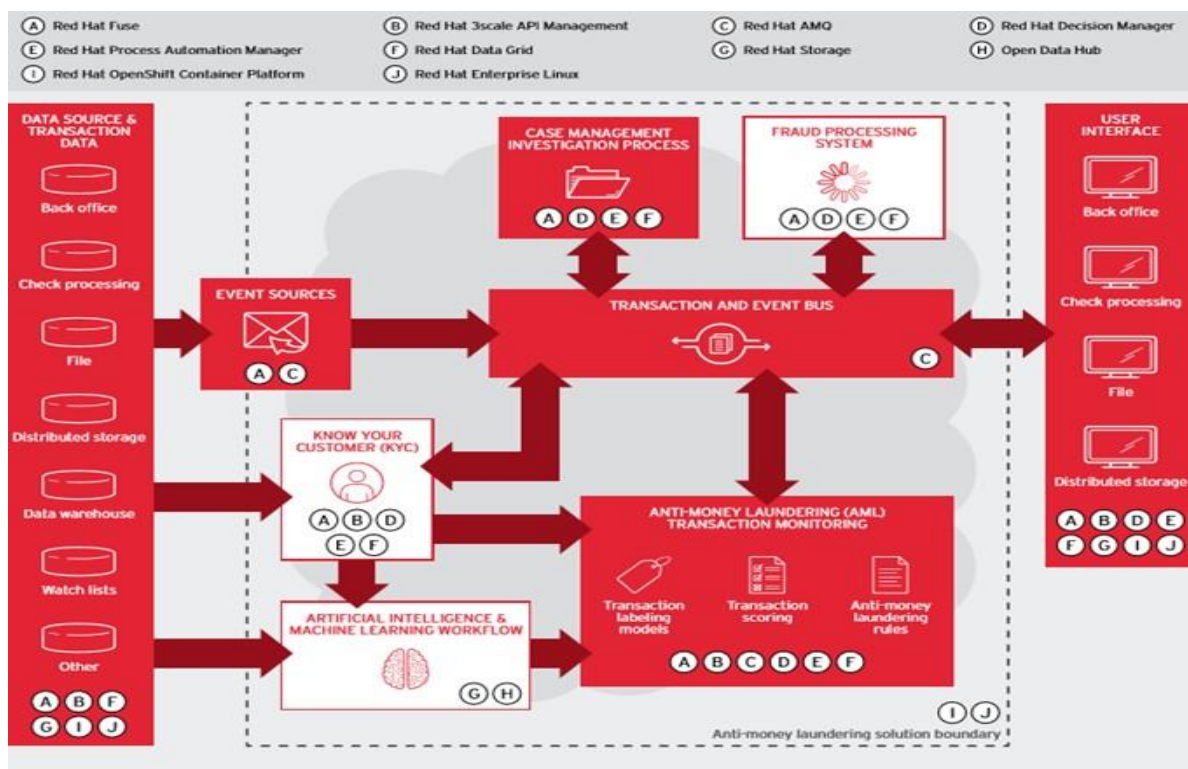 A Red Hat Fuse
B Red Hat 3scale API Management
C Red Hat AMQ
D Red Hat Decision Manager
E Red Hat Process Automation Manager
F Red Hat Data Grid
G Red Hat Storage
H Open Data Hub
I Red Hat OpenShift Container Platform
J Red Hat Enterprise Linux
DATA SOURCE &
TRANSACTION
DATA
Back office
Check processing
File
Distributed storage
Data warehouse
Watch lists
Other
A B F
G I J
EVENT SOURCES
A C
CASE MANAGEMENT
INVESTIGATION PROCESS
A D E F
FRAUD PROCESSING
SYSTEM
A D E F
TRANSACTION AND EVENT BUS
C
KNOW YOUR
CUSTOMER (KYC)
A B D
E F
ARTIFICIAL INTELLIGENCE &
MACHINE LEARNING WORKFLOW
G H
ANTI-MONEY LAUNDERING (AML)
TRANSACTION MONITORING
Transaction
labeling
models
Transaction
scoring
Anti-money
laundering
rules
A B C D E F
I J
Anti-money laundering solution boundary
USER
INTERFACE
Back office
Check processing
File
Distributed storage
A B D E
F G I J